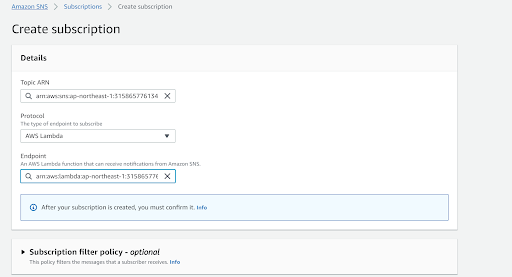 Amazon SNS > Subscriptions > Create subscription
Create subscription
Details
Topic ARN
arn:aws:sns:ap-northeast-1:315865776134
Protocol
The type of endpoint to subscribe
AWS Lambda
Endpoint
An AWS Lambda function that can receive notifications from Amazon SNS.
arn:aws:lambda:ap-northeast-1:31586577
After your subscription is created, you must confirm it. Info
Subscription filter policy - optional
This policy filters the messages that a subscriber receives. Info